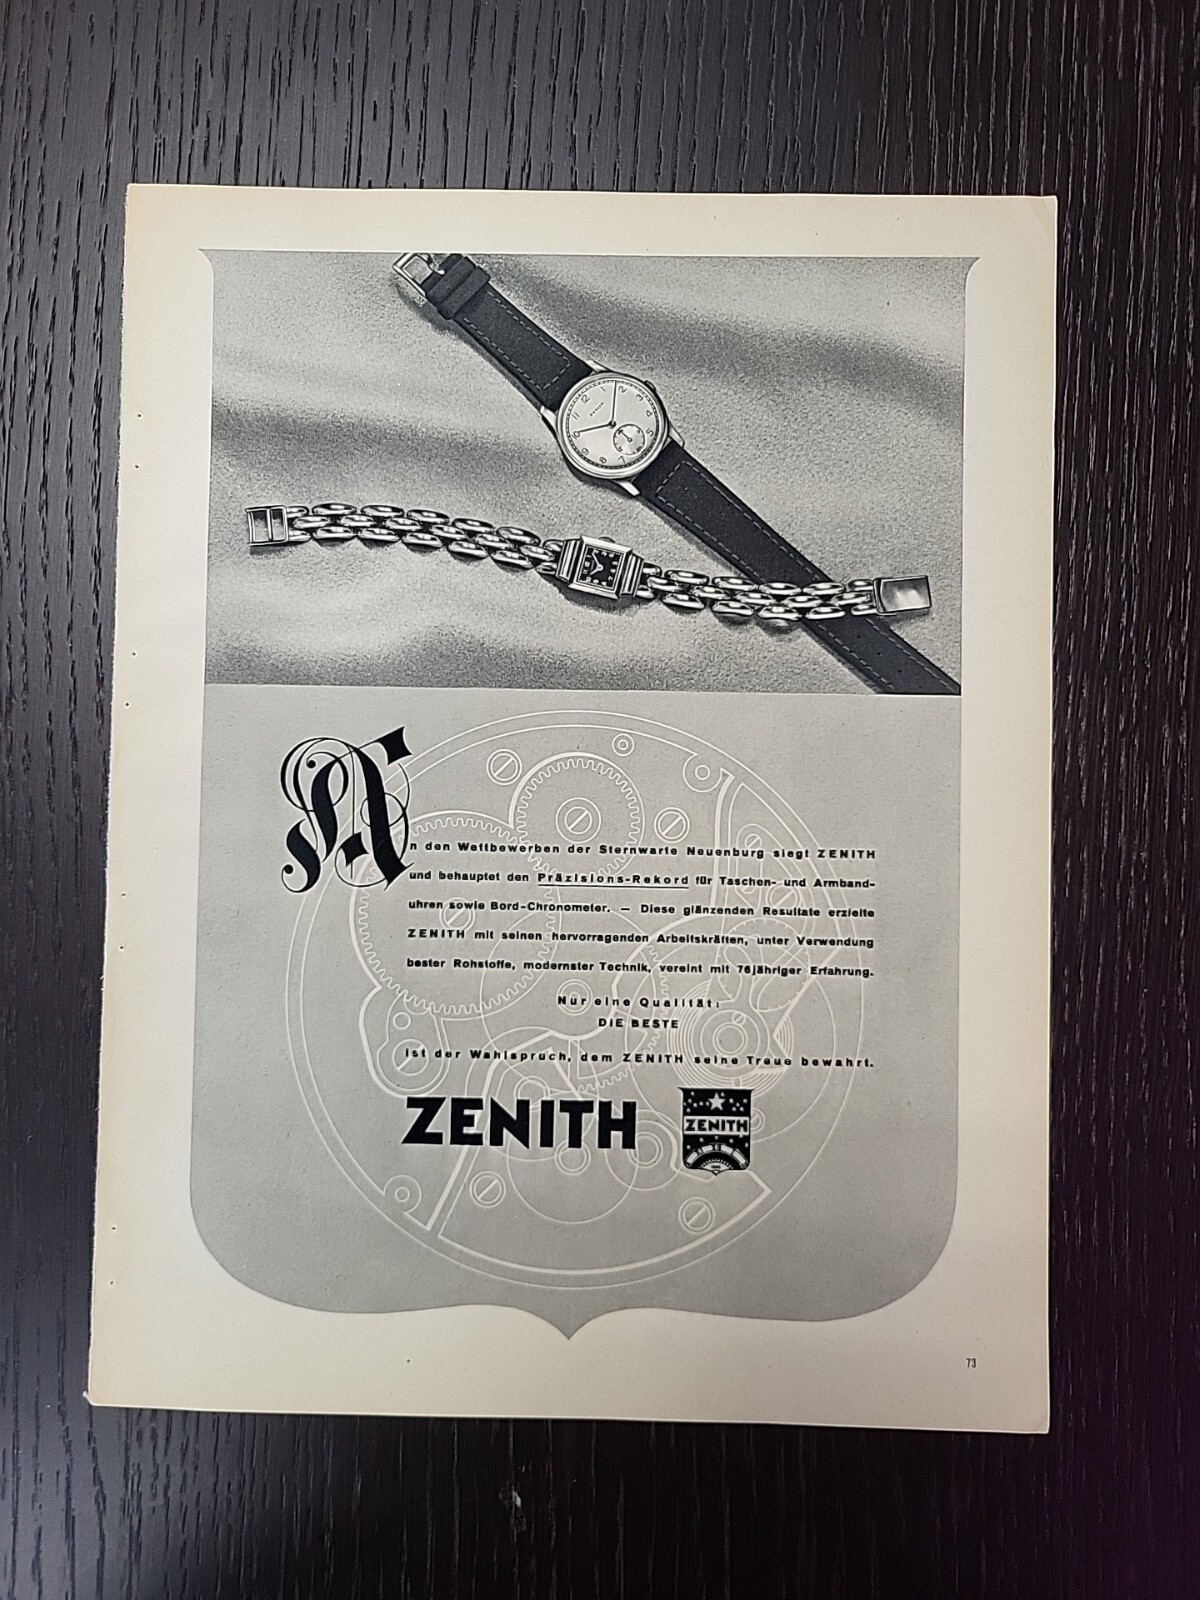 ZENITH
An den Wettbewerben der Sternwarte Neuenburg siegt ZENITH
und behauptet den Präzisions-Rekord für Taschen- und Armband-
uhren sowie Bord-Chronometer. — Diese glänzenden Resultate erzielte
ZENITH mit seinen hervorragenden Arbeitskräften, unter Verwendung
bester Rohstoffe, modernster Technik, vereint mit 76jähriger Erfahrung.
Nur eine Qualität:
DIE BESTE
ist der Wahlspruch, dem ZENITH seine Treue bewahrt.
ZENITH
ZENITH
73